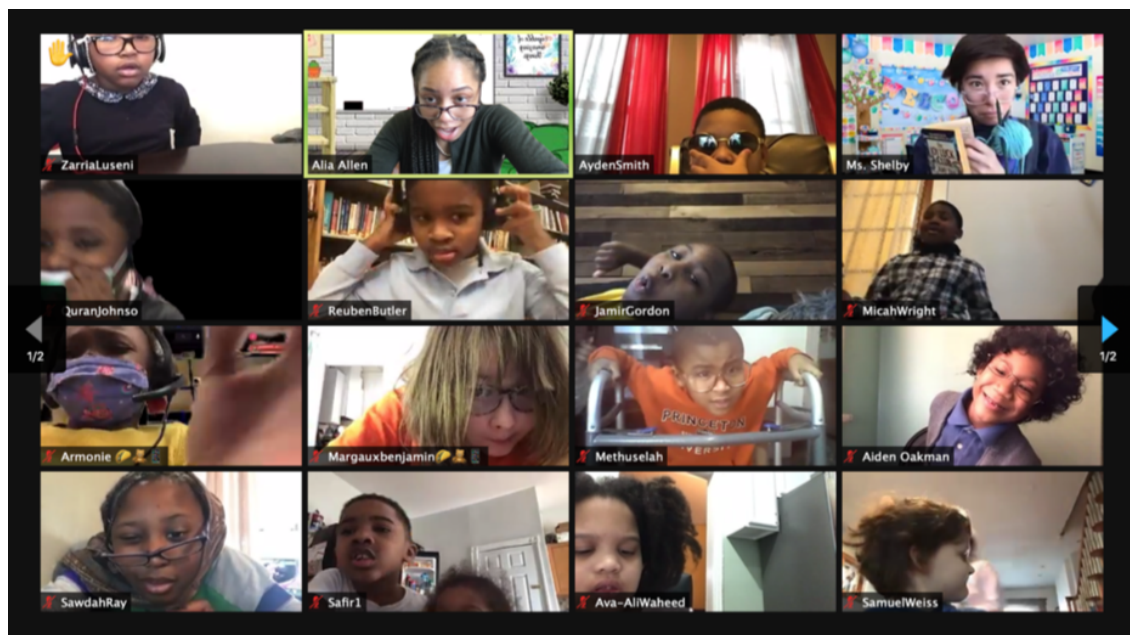 ZarriaLuseni
Alia Allen
AydenSmith
Ms. Shelby
QuranJohnso
ReubenButler
JamirGordon
MicahWright
1/2
1/2
Armonie
Margauxbenjamin
Methuselah
PRINCETON
Aiden Oakman
SawdahRay
Safir1
Ava-AliWaheed
SamuelWeiss